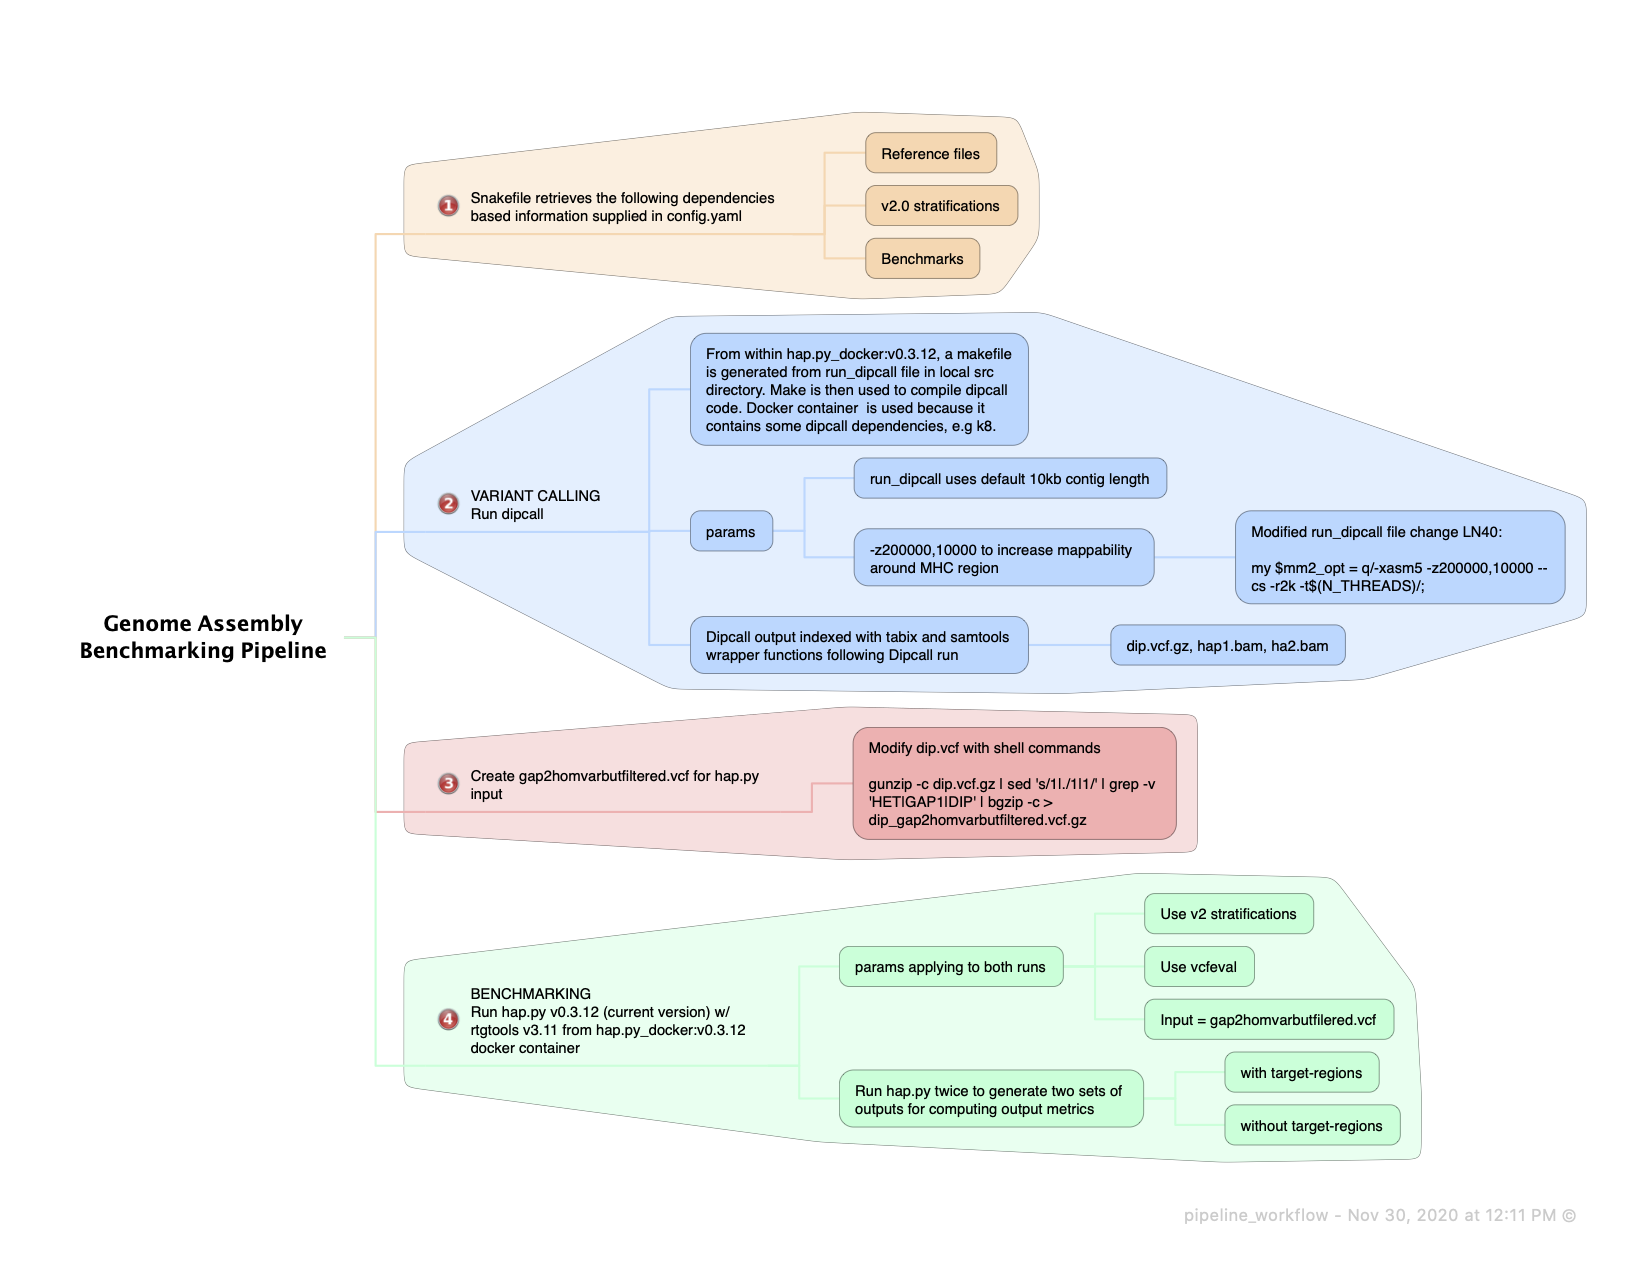 Genome Assembly
Benchmarking Pipeline
1
Snakefile retrieves the following dependencies
based information supplied in config.yaml
Reference files
v2.0 stratifications
Benchmarks
2
VARIANT CALLING
Run dipcall
From within hap.py_docker:v0.3.12, a makefile
is generated from run_dipcall file in local src
directory. Make is then used to compile dipcall
code. Docker container  is used because it
contains some dipcall dependencies, e.g k8.
params
run_dipcall uses default 10kb contig length
-z200000,10000 to increase mappability
around MHC region
Modified run_dipcall file change LN40:
my $mm2_opt = q/-xasm5 -z200000,10000 --
cs -r2k -t$(N_THREADS)/;
Dipcall output indexed with tabix and samtools
wrapper functions following Dipcall run
dip.vcf.gz, hap1.bam, ha2.bam
3
Create gap2homvarbutfiltered.vcf for hap.py
input
Modify dip.vcf with shell commands
gunzip -c dip.vcf.gz | sed 's/1|./1|1/' | grep -v
'HET|GAP1|DIP' | bgzip -c >
dip_gap2homvarbutfiltered.vcf.gz
4
BENCHMARKING
Run hap.py v0.3.12 (current version) w/
rtgtools v3.11 from hap.py_docker:v0.3.12
docker container
params applying to both runs
Use v2 stratifications
Use vcfeval
Input = gap2homvarbutfilered.vcf
Run hap.py twice to generate two sets of
outputs for computing output metrics
with target-regions
without target-regions
pipeline_workflow - Nov 30, 2020 at 12:11 PM ©